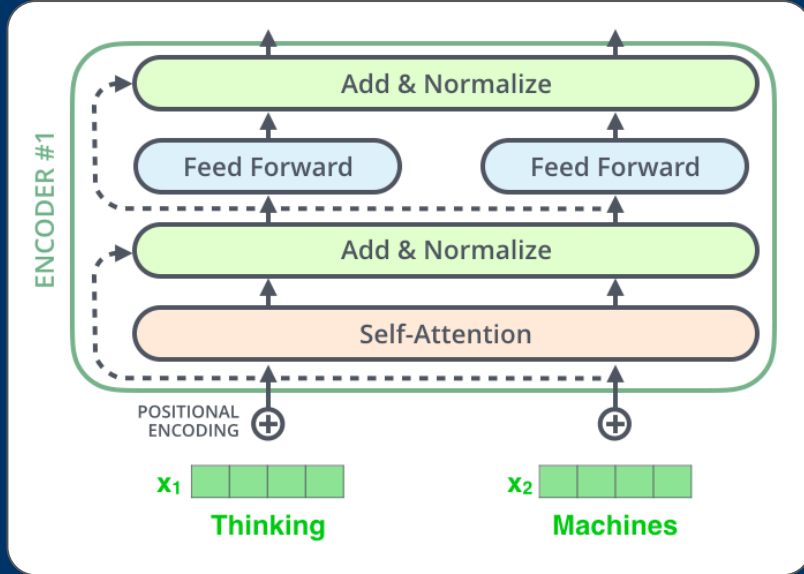 ENCODER #1
Add & Normalize
Feed Forward
Feed Forward
Add & Normalize
Self-Attention
POSITIONAL
ENCODING
x₁
x₂
Thinking
Machines